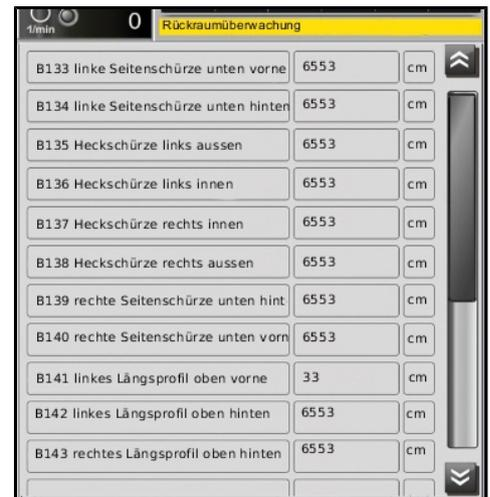 1/min 0 Rückraumüberwachung
B133 linke Seitenschürze unten vorne 6553 cm
B134 linke Seitenschürze unten hinten 6553 cm
B135 Heckschürze links aussen 6553 cm
B136 Heckschürze links innen 6553 cm
B137 Heckschürze rechts innen 6553 cm
B138 Heckschürze rechts aussen 6553 cm
B139 rechte Seitenschürze unten hint 6553 cm
B140 rechte Seitenschürze unten vorn 6553 cm
B141 linkes Längsprofil oben vorne 33 cm
B142 linkes Längsprofil oben hinten 6553 cm
B143 rechtes Längsprofil oben hinten 6553 cm